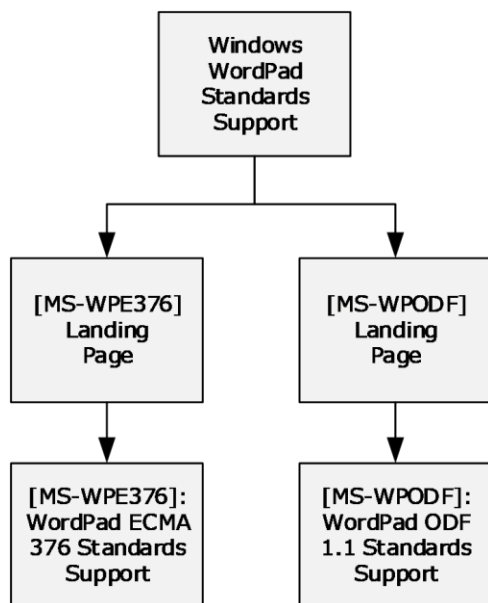 Windows
WordPad
Standards
Support
[MS-WPE376]
Landing
Page
[MS-WPODF]
Landing
Page
[MS-WPE376]:
WordPad ECMA
376 Standards
Support
[MS-WPODF]:
WordPad ODF
1.1 Standards
Support